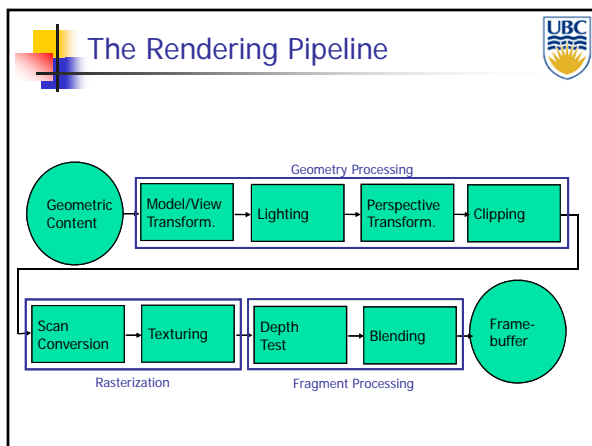 The Rendering Pipeline
UBC
Geometry Processing
Geometric
Content
Model/View
Transform.
Lighting
Perspective
Transform.
Clipping
Scan
Conversion
Texturing
Depth
Test
Blending
Frame-
buffer
Rasterization
Fragment Processing